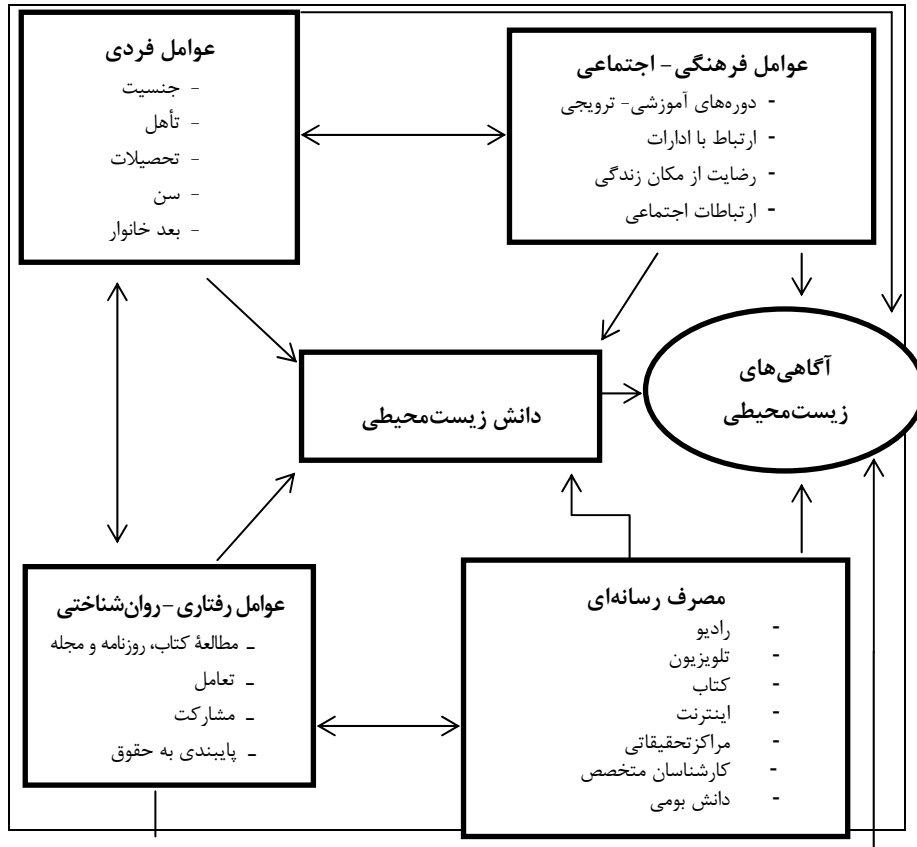 عوامل فردی
- جنسیت
- تأهل
- تحصیلات
- سن
- بعد خانوار
عوامل فرهنگی- اجتماعی
- دوره‌های آموزشی- ترویجی
- ارتباط با ادارات
- رضایت از مکان زندگی
- ارتباطات اجتماعی
آگاهی‌های
زیست‌محیطی
دانش زیست‌محیطی
عوامل رفتاری-روان‌شناختی
- مطالعۀ کتاب، روزنامه و مجله
- تعامل
- مشارکت
- پایبندی به حقوق
مصرف رسانه‌ای
- رادیو
- تلویزیون
- کتاب
- اینترنت
- مراکزتحقیقاتی
- کارشناسان متخصص
- دانش بومی